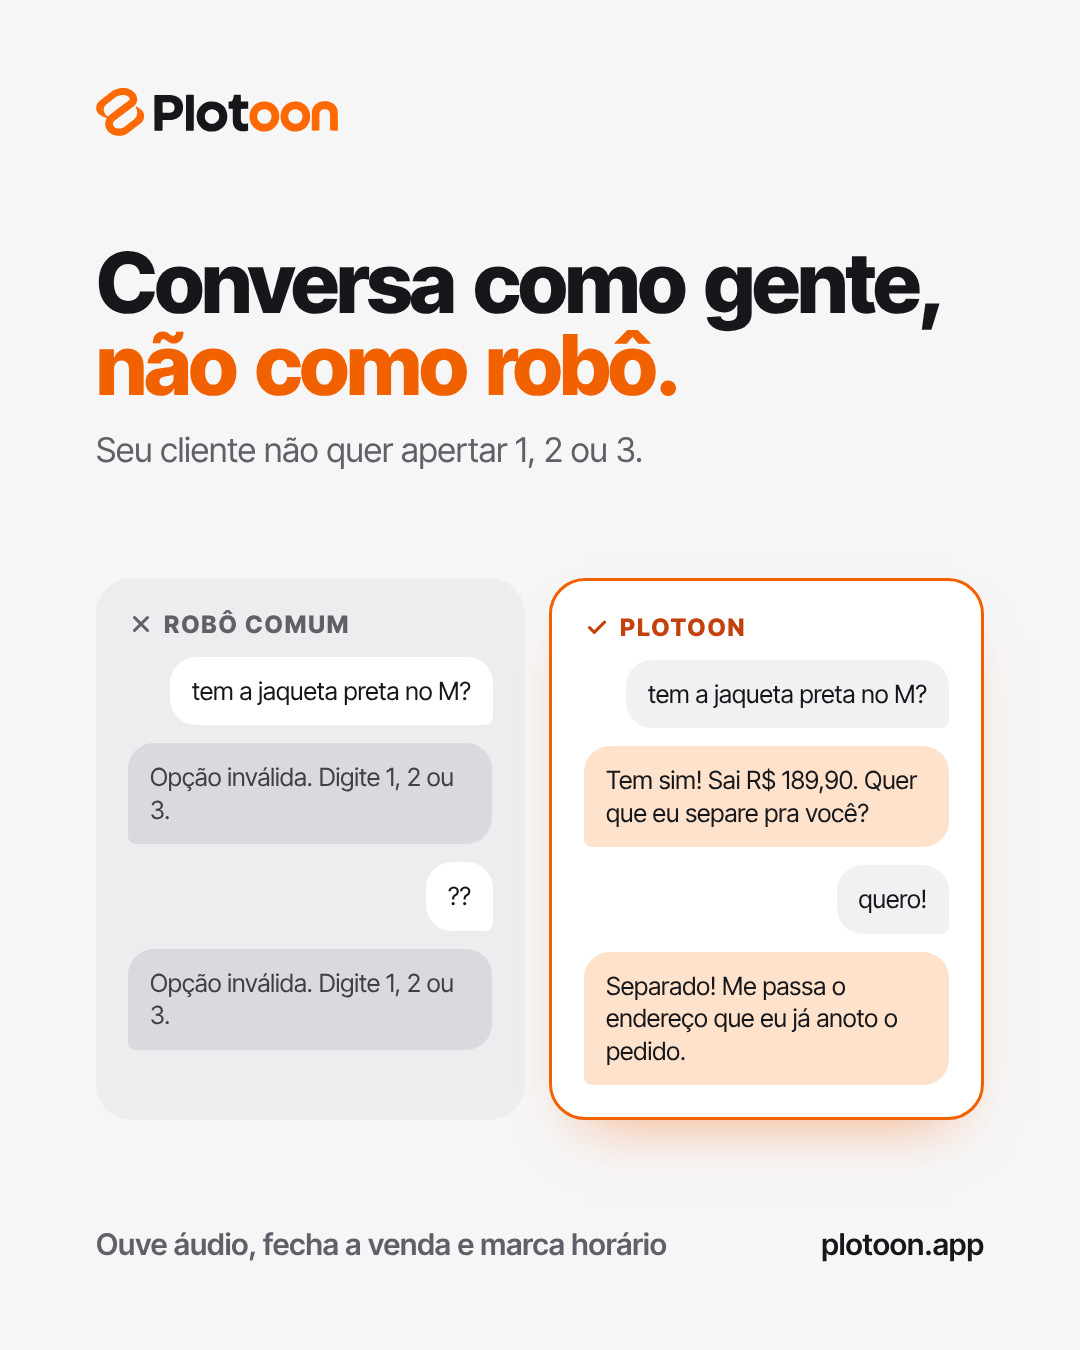 Plotoon
Conversa como gente,
não como robô.
Seu cliente não quer apertar 1, 2 ou 3.
ROBÔ COMUM
tem a jaqueta preta no M?
Opção inválida. Digite 1, 2 ou
3.
??
Opção inválida. Digite 1, 2 ou
3.
PLOTOON
tem a jaqueta preta no M?
Tem sim! Sai R$ 189,90. Quer
que eu separe pra você?
quero!
Separado! Me passa o
endereço que eu já anoto o
pedido.
Ouve áudio, fecha a venda e marca horário
plotoon.app